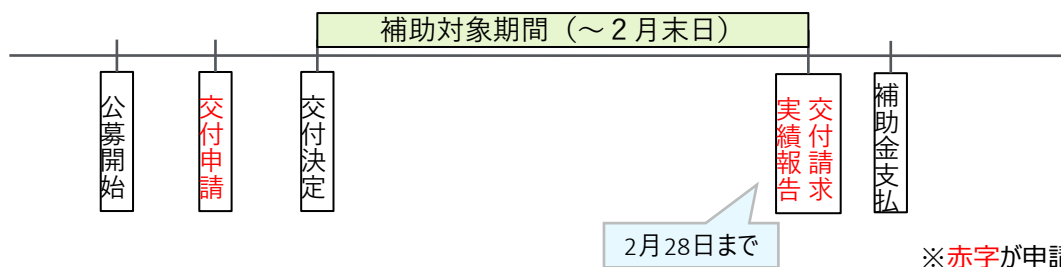 補助対象期間（～２月末日）
公募開始
交付申請
交付決定
交付請求
実績報告
補助金支払
2月28日まで
※赤字が申請